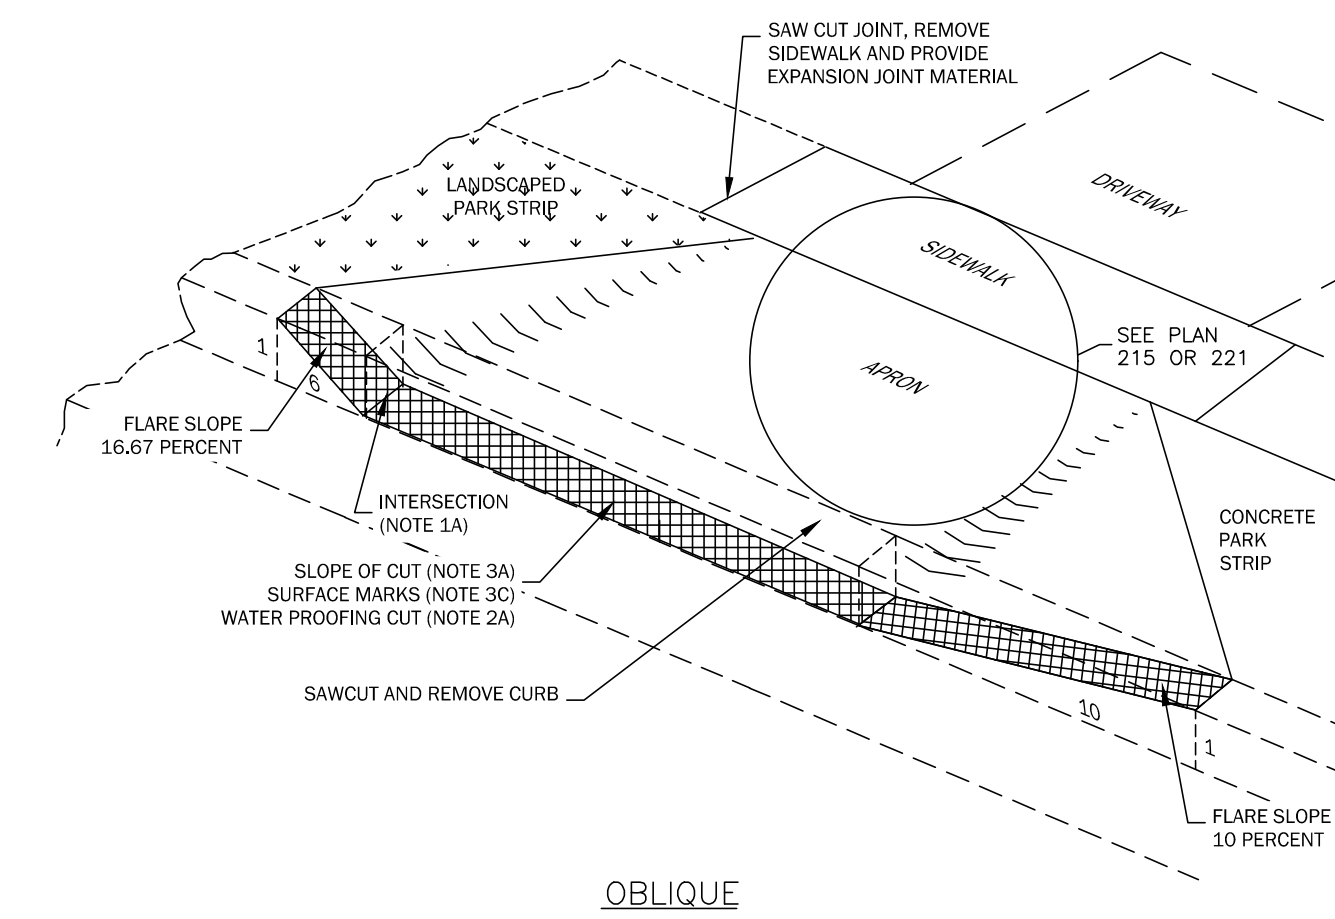 SAW CUT JOINT, REMOVE
SIDEWALK AND PROVIDE
EXPANSION JOINT MATERIAL
LANDSCAPED
PARK STRIP
DRIVEWAY
SIDEWALK
APRON
SEE PLAN
215 OR 221
1
6
FLARE SLOPE
16.67 PERCENT
INTERSECTION
(NOTE 1A)
CONCRETE
PARK
STRIP
SLOPE OF CUT (NOTE 3A)
SURFACE MARKS (NOTE 3C)
WATER PROOFING CUT (NOTE 2A)
SAWCUT AND REMOVE CURB
10
1
FLARE SLOPE
10 PERCENT
OBLIQUE